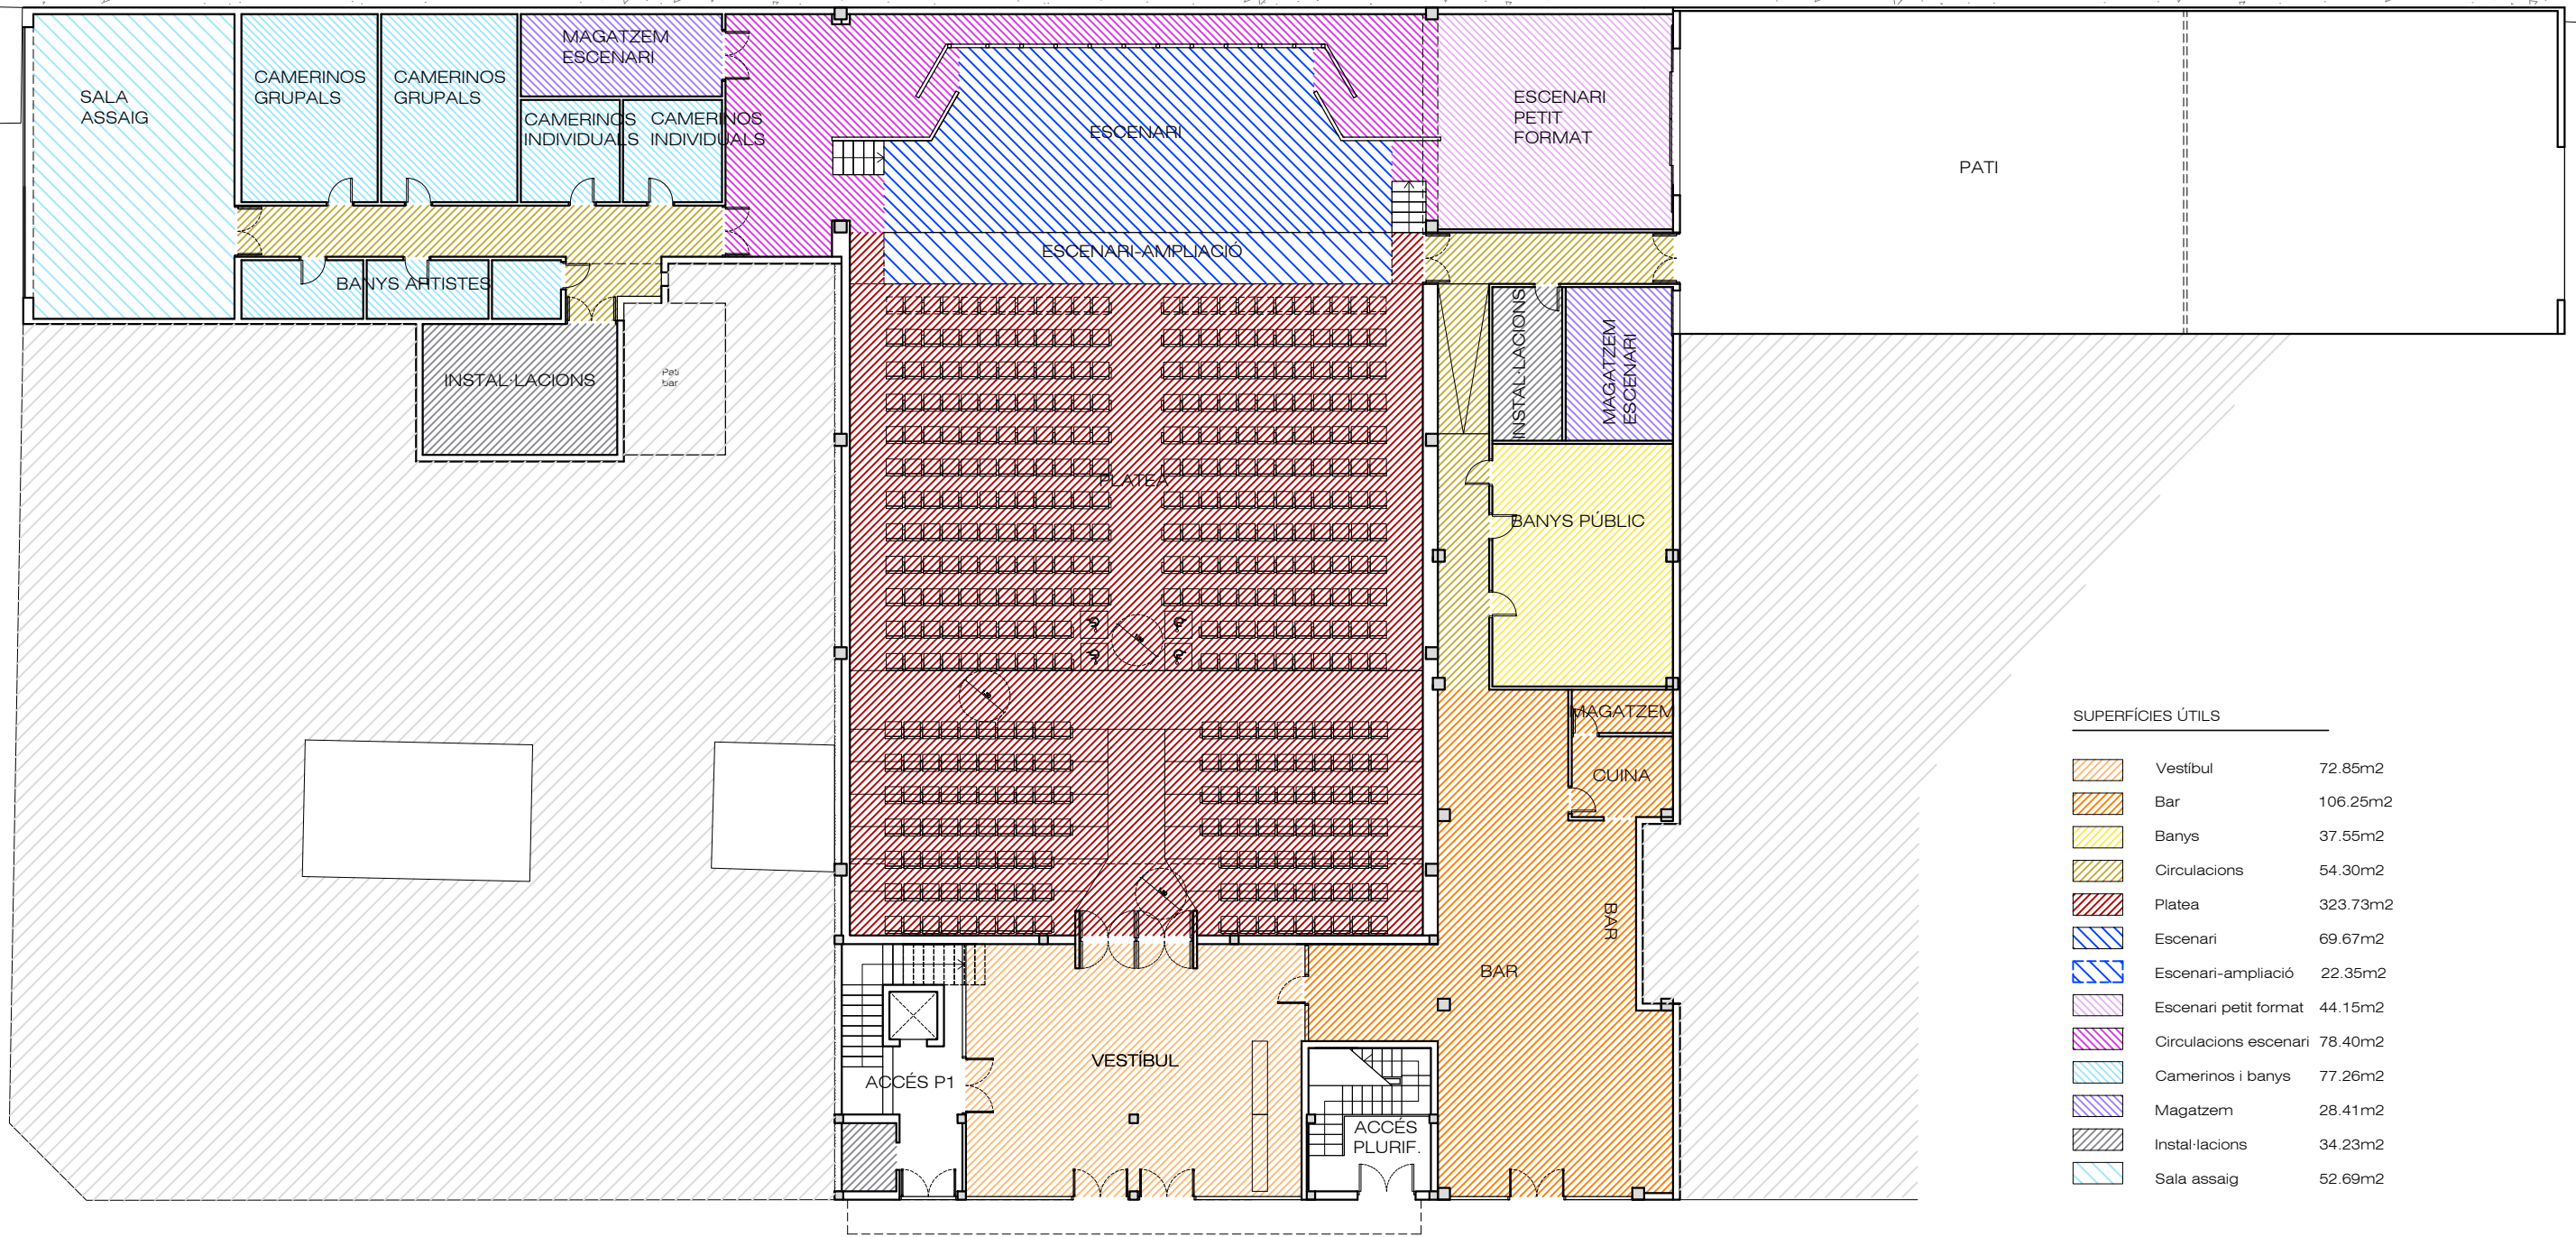 SALA
ASSAIG
CAMERINOS
GRUPALS
CAMERINOS
GRUPALS
MAGATZEM
ESCENARI
CAMERINOS
INDIVIDUALS
CAMERINOS
INDIVIDUALS
ESCENARI
ESCENARI
PETIT
FORMAT
PATI
ESCENARI-AMPLIACIÓ
BANYS ARTISTES
INSTAL·LACIONS
Pati
bar
INSTAL·LACIONS
MAGATZEM
ESCENARI
PLATEA
BANYS PÚBLIC
MAGATZEM
CUINA
BAR
BAR
VESTÍBUL
ACCÉS P1
ACCÉS
PLURIF.
SUPERFÍCIES ÚTILS
Vestíbul 72.85m2
Bar 106.25m2
Banys 37.55m2
Circulacions 54.30m2
Platea 323.73m2
Escenari 69.67m2
Escenari-ampliació 22.35m2
Escenari petit format 44.15m2
Circulacions escenari 78.40m2
Camerinos i banys 77.26m2
Magatzem 28.41m2
Instal·lacions 34.23m2
Sala assaig 52.69m2